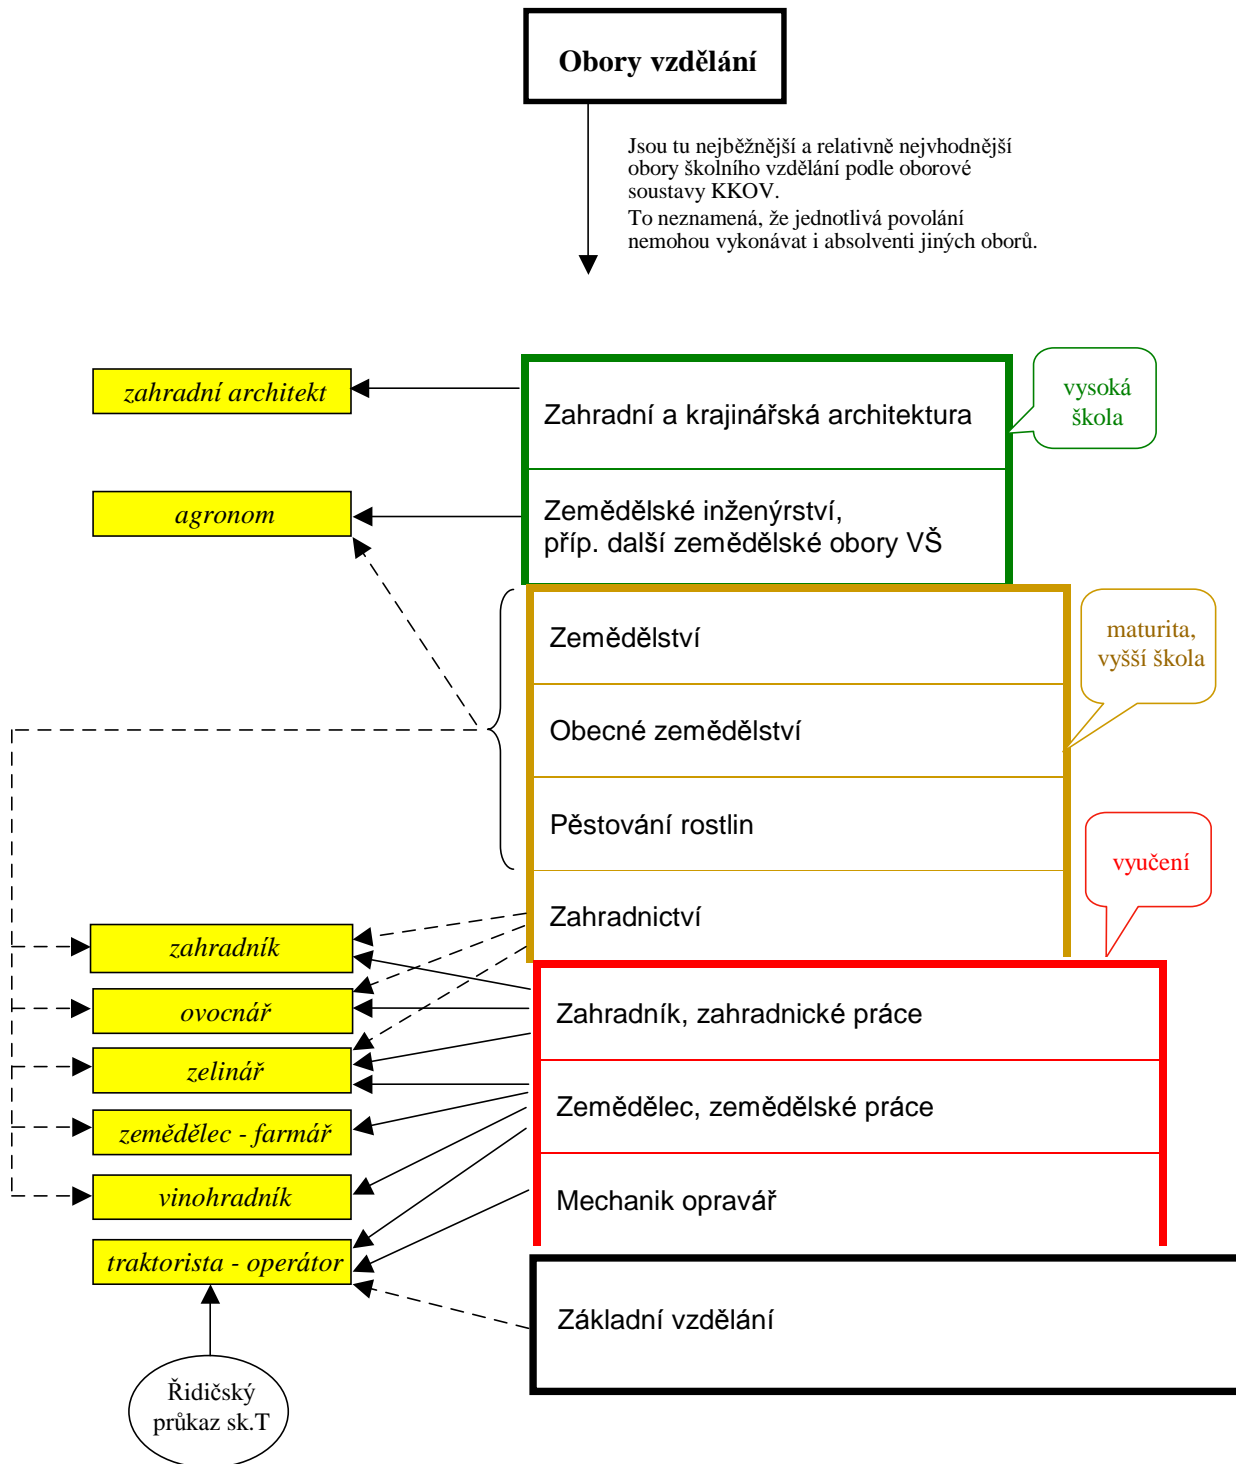 Obory vzdělání
Jsou tu nejběžnější a relativně nejvhodnější
obory školního vzdělání podle oborové
soustavy KKOV.
To neznamená, že jednotlivá povolání
nemohou vykonávat i absolventi jiných oborů.
zahradní architekt
Zahradní a krajinářská architektura
vysoká
škola
agronom
Zemědělské inženýrství,
příp. další zemědělské obory VŠ
Zemědělství
maturita,
vyšší škola
Obecné zemědělství
Pěstování rostlin
vyučení
Zahradnictví
zahradník
ovocnář
Zahradník, zahradnické práce
zelinář
Zemědělec, zemědělské práce
zemědělec - farmář
vinohradník
Mechanik opravář
traktorista - operátor
Základní vzdělání
Řidičský
průkaz sk.T